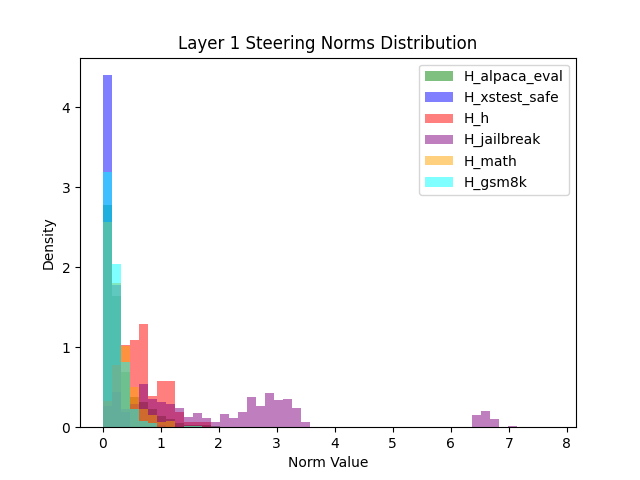 Layer 1 Steering Norms Distribution
H_alpaca_eval
H_xstest_safe
H_h
H_jailbreak
H_math
H_gsm8k
Density
4
3
2
1
0
0 1 2 3 4 5 6 7 8
Norm Value